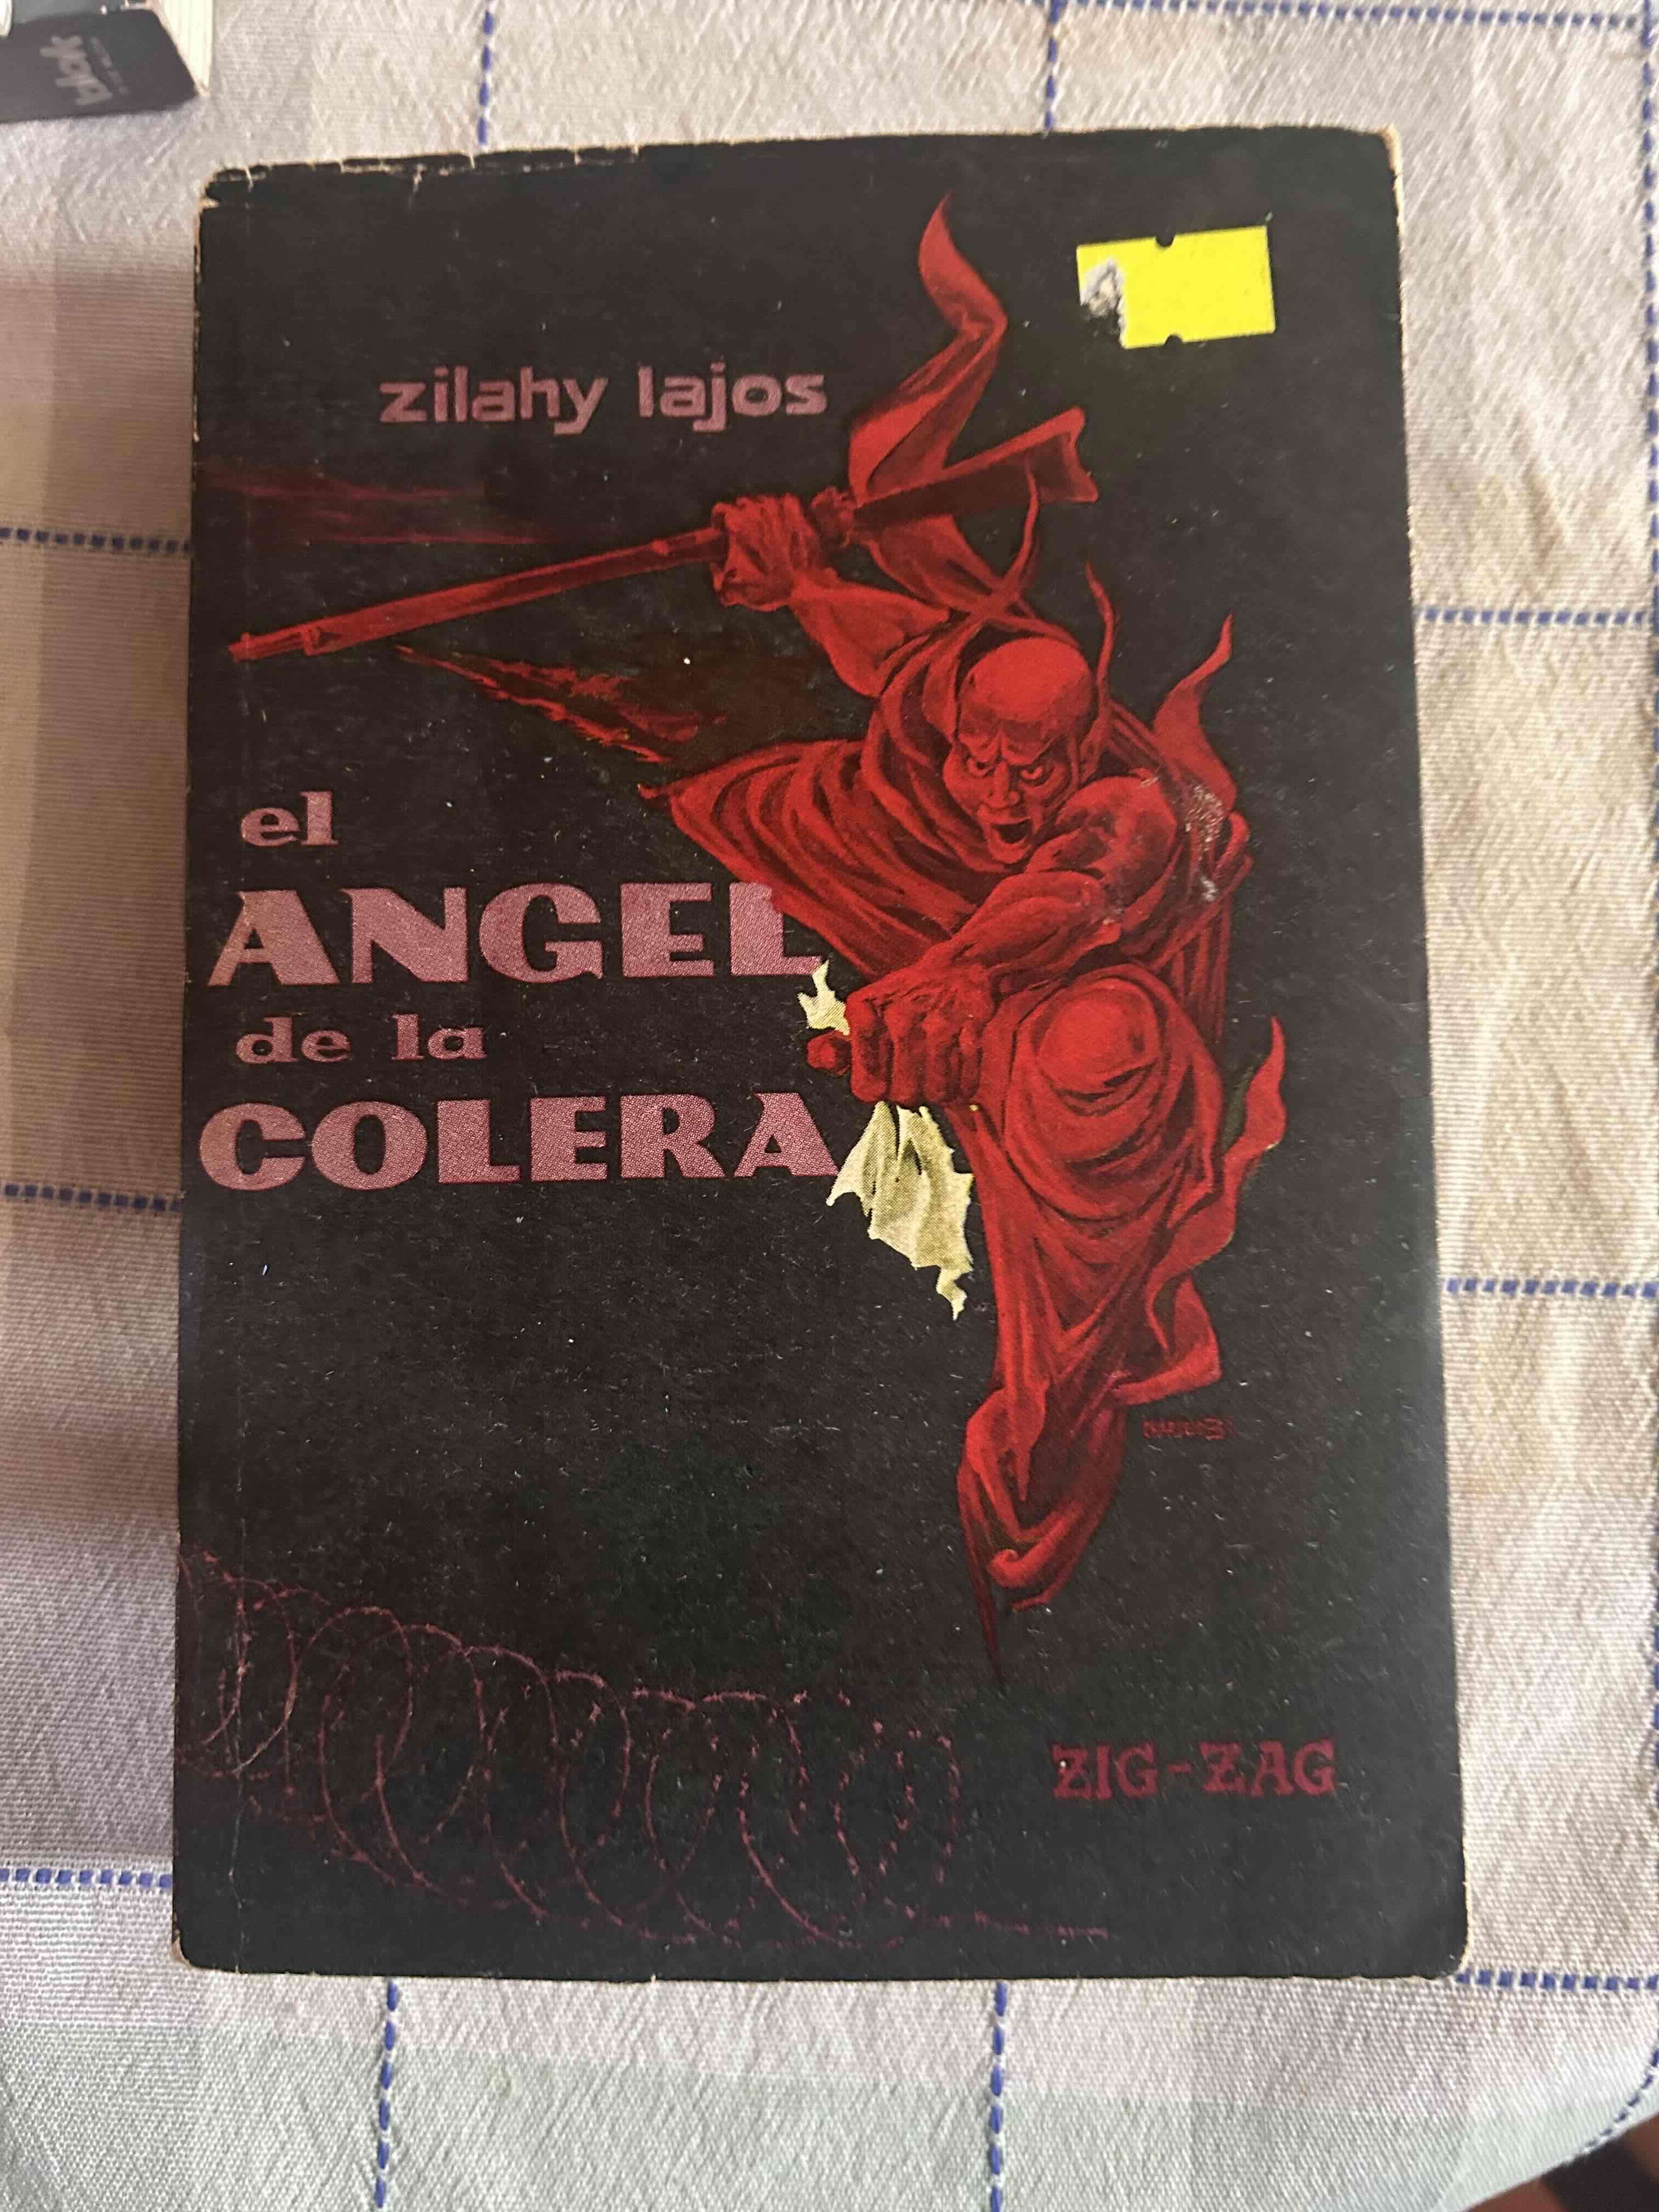 zilahy lajos
el
ANGEL
de la
COLERA
ZIG-ZAG